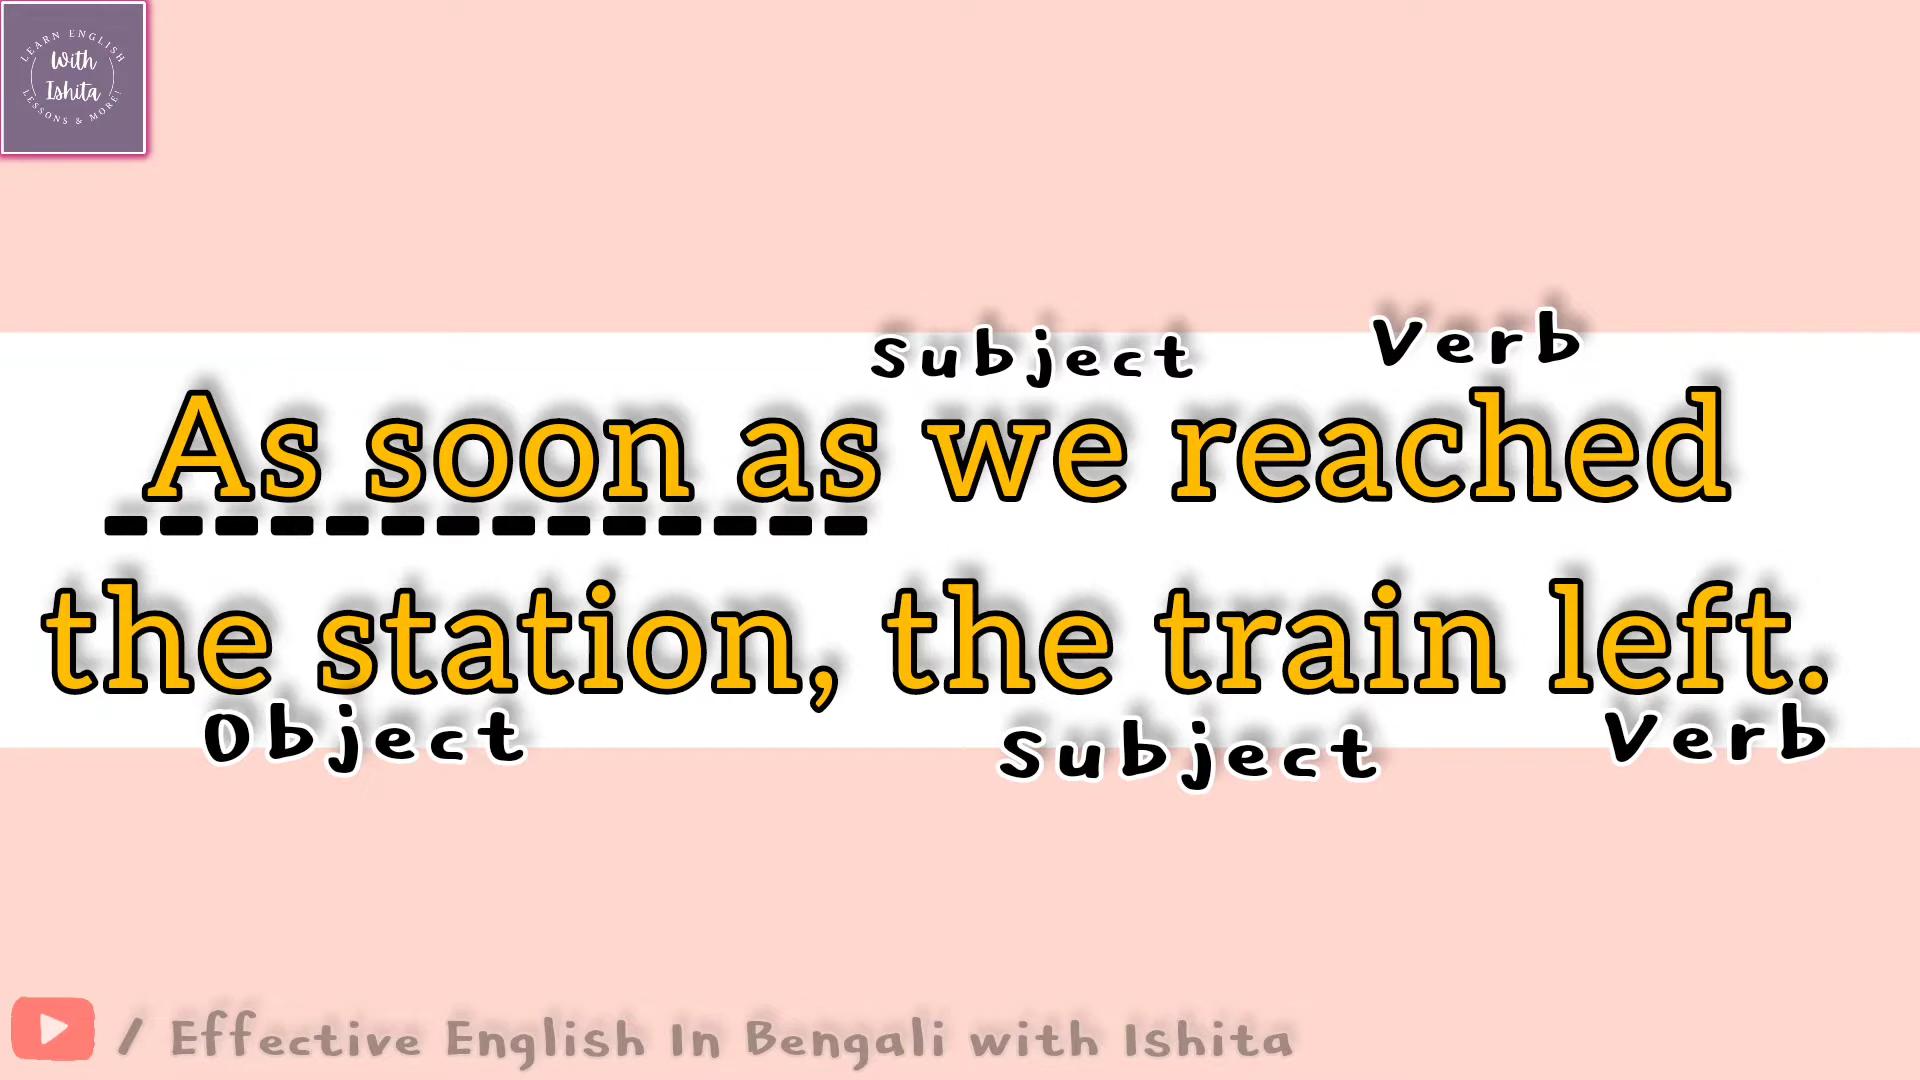 LEARN ENGLISH
With
Ishita
LESSONS & MORE!
Subject Verb
As soon as we reached
the station, the train left.
Object Subject Verb
/ Effective English In Bengali with Ishita